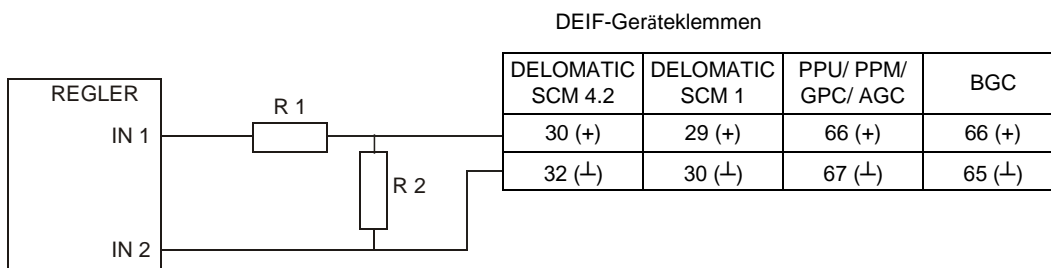 DEIF-Geräteklemmen
DELOMATIC SCM 4.2 DELOMATIC SCM 1 PPU/ PPM/ GPC/ AGC BGC
REGLER
R 1
IN 1
30 (+) 29 (+) 66 (+) 66 (+)
32 (┴) 30 (┴) 67 (┴) 65 (┴)
R 2
IN 2